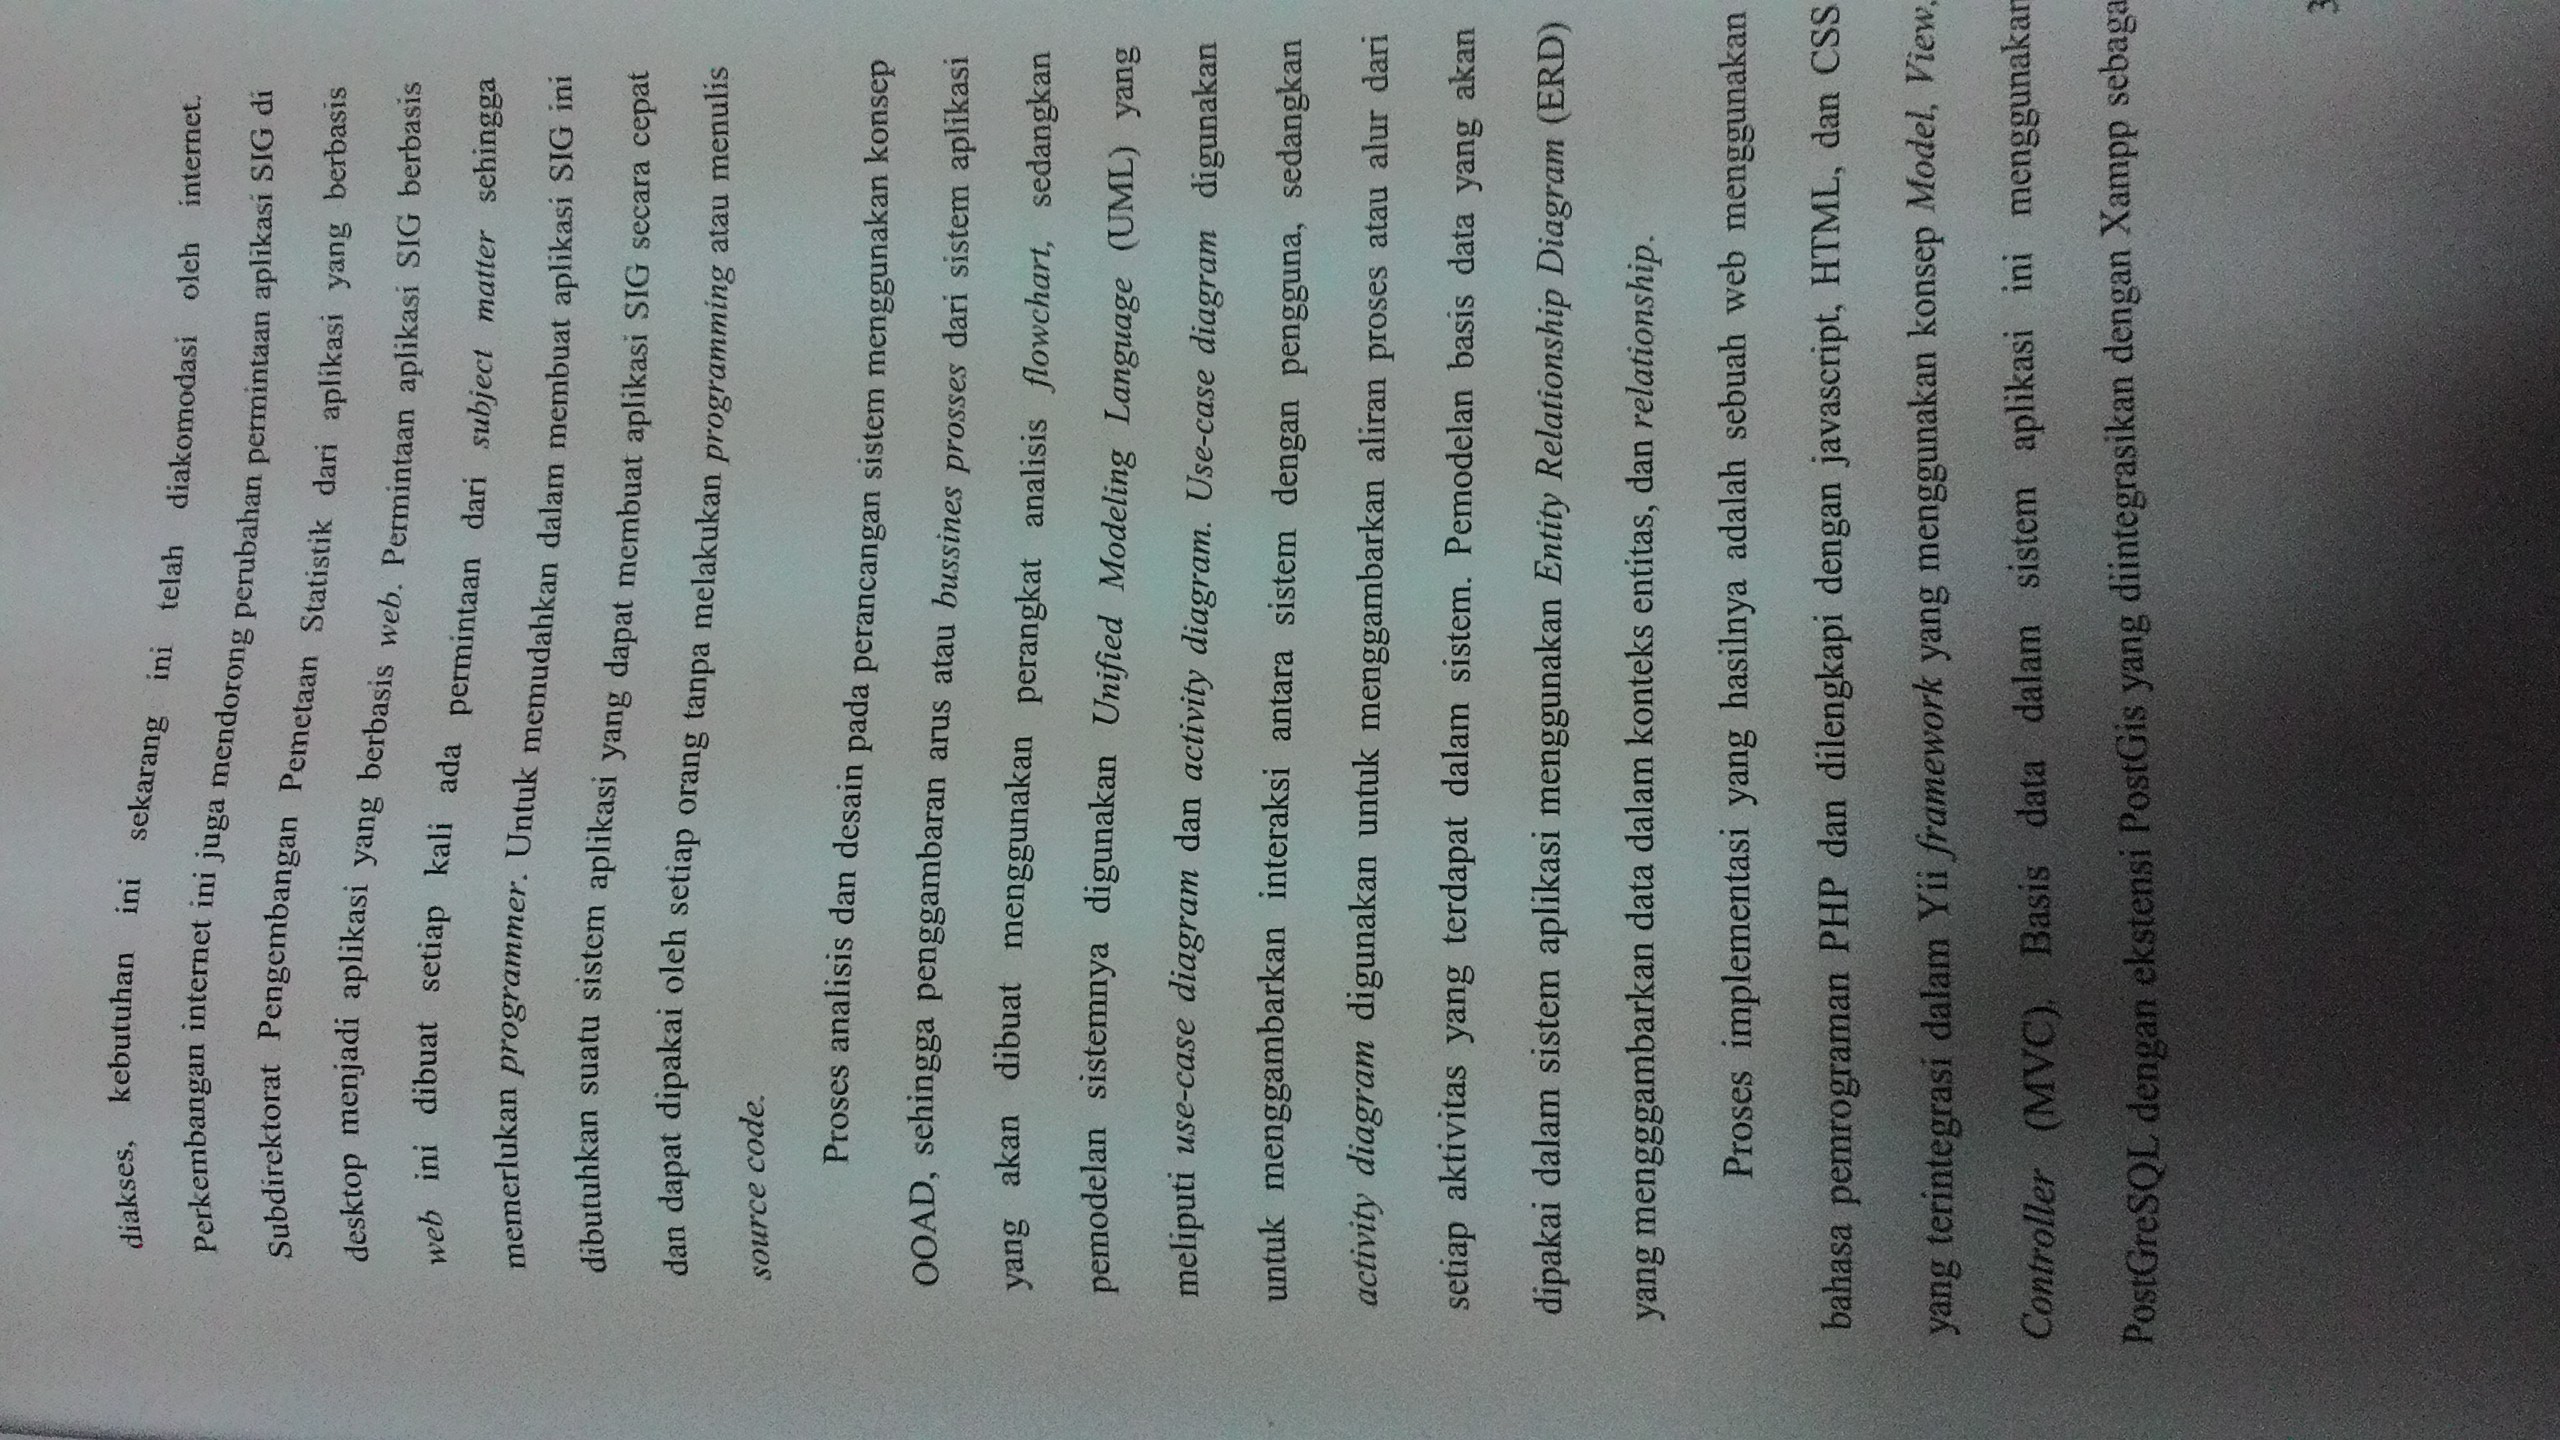 diakses, kebutuhan ini sekarang ini telah diakomodasi oleh internet.
Perkembangan internet ini juga mendorong perubahan permintaan aplikasi SIG di
Subdirektorat Pengembangan Pemetaan Statistik dari aplikasi yang berbasis
desktop menjadi aplikasi yang berbasis web. Permintaan aplikasi SIG berbasis
web ini dibuat setiap kali ada permintaan dari subject matter sehingga
memerlukan programmer. Untuk memudahkan dalam membuat aplikasi SIG ini
dibutuhkan suatu sistem aplikasi yang dapat membuat aplikasi SIG secara cepat
dan dapat dipakai oleh setiap orang tanpa melakukan programming atau menulis
source code.
Proses analisis dan desain pada perancangan sistem menggunakan konsep
OOAD, sehingga penggambaran arus atau bussines prosses dari sistem aplikasi
yang akan dibuat menggunakan perangkat analisis flowchart, sedangkan
pemodelan sistemnya digunakan Unified Modeling Language (UML) yang
meliputi use-case diagram dan activity diagram. Use-case diagram digunakan
untuk menggambarkan interaksi antara sistem dengan pengguna, sedangkan
activity diagram digunakan untuk menggambarkan aliran proses atau alur dari
setiap aktivitas yang terdapat dalam sistem. Pemodelan basis data yang akan
dipakai dalam sistem aplikasi menggunakan Entity Relationship Diagram (ERD)
yang menggambarkan data dalam konteks entitas, dan relationship.
Proses implementasi yang hasilnya adalah sebuah web menggunakan
bahasa pemrograman PHP dan dilengkapi dengan javascript, HTML, dan CSS
yang terintegrasi dalam Yii framework yang menggunakan konsep Model, View,
Controller (MVC). Basis data dalam sistem aplikasi ini menggunakan
PostGreSQL dengan ekstensi PostGis yang diintegrasikan dengan Xampp sebaga
3